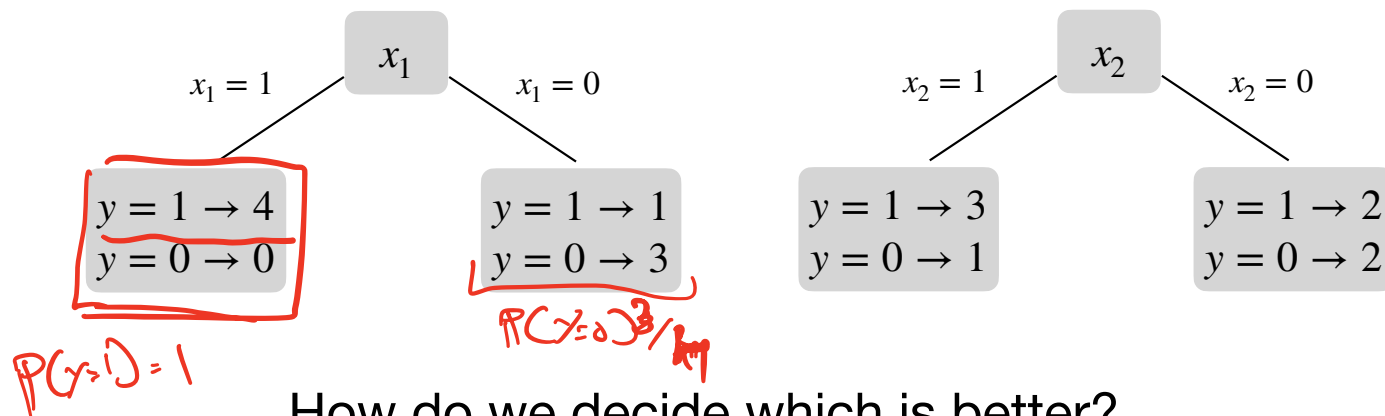 x₁
x₁ = 1
x₁ = 0
y = 1 → 4
y = 0 → 0
y = 1 → 1
y = 0 → 3
P(y=1) = 1
P(y=0) 3/
x₂
x₂ = 1
x₂ = 0
y = 1 → 3
y = 0 → 1
y = 1 → 2
y = 0 → 2
How do we decide which is better?